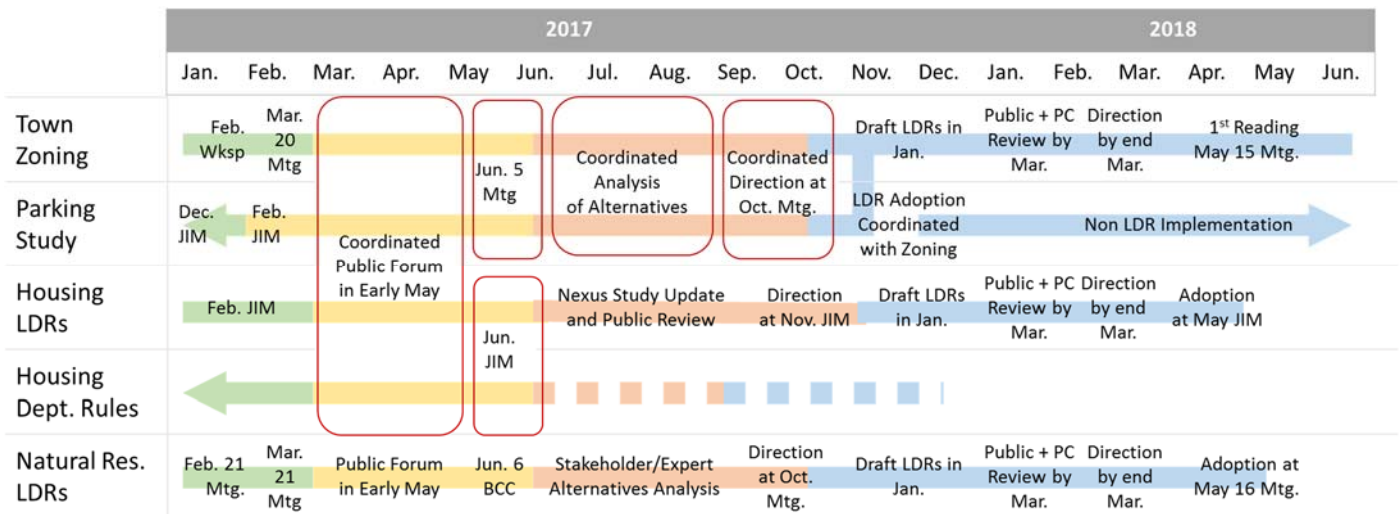 2017
2018
Jan. Feb. Mar. Apr. May Jun. Jul. Aug. Sep. Oct. Nov. Dec. Jan. Feb. Mar. Apr. May Jun.
Town
Zoning
Feb.
Wksp
Mar.
20
Mtg
Jun. 5
Mtg
Coordinated
Analysis
of Alternatives
Coordinated
Direction at
Oct. Mtg.
Draft LDRs in
Jan.
Public + PC
Review by
Mar.
Direction
by end
Mar.
1st Reading
May 15 Mtg.
Parking
Study
Dec.
JIM
Feb.
JIM
Coordinated
Public Forum
in Early May
LDR Adoption
Coordinated
with Zoning
Non LDR Implementation
Housing
LDRs
Feb. JIM
Jun.
JIM
Nexus Study Update
and Public Review
Direction
at Nov. JIM
Draft LDRs
in Jan.
Public + PC
Review by
Mar.
Direction
by end
Mar.
Adoption
at May JIM
Housing
Dept. Rules
Natural Res.
LDRs
Feb. 21
Mtg.
Mar.
21
Mtg
Public Forum
in Early May
Jun. 6
BCC
Stakeholder/Expert
Alternatives Analysis
Direction
at Oct.
Mtg.
Draft LDRs in
Jan.
Public + PC
Review by
Mar.
Direction
by end
Mar.
Adoption at
May 16 Mtg.